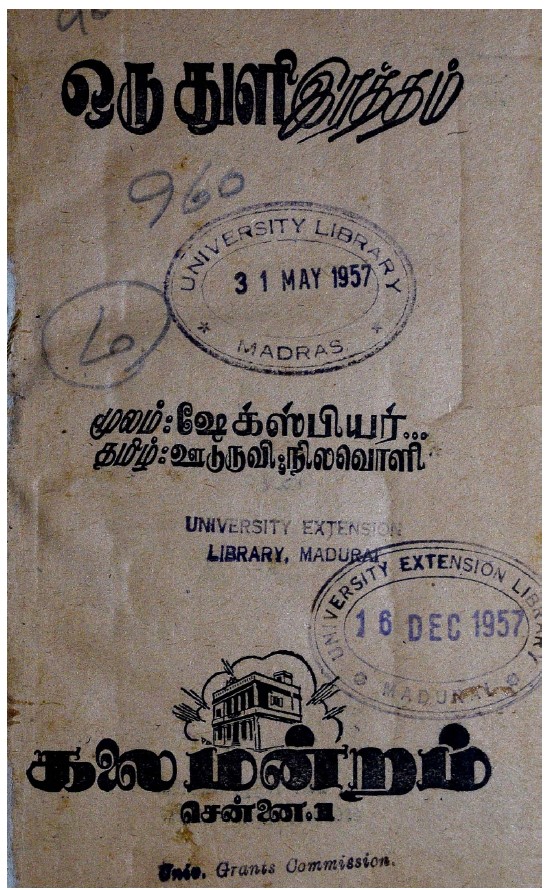 ஒரு துளி இரத்தம்
960
UNIVERSITY LIBRARY
31 MAY 1957
* MADRAS *
மூலம்: ஷேக்ஸ்பியர்...
தமிழ்: ஊடுருவி; நிலவொளி
UNIVERSITY EXTENSION
LIBRARY, MADURAI
UNIVERSITY EXTENSION LIBRARY
16 DEC 1957
MADURAI
கலை மன்றம்
சென்னை.
Univ. Grants Commission.